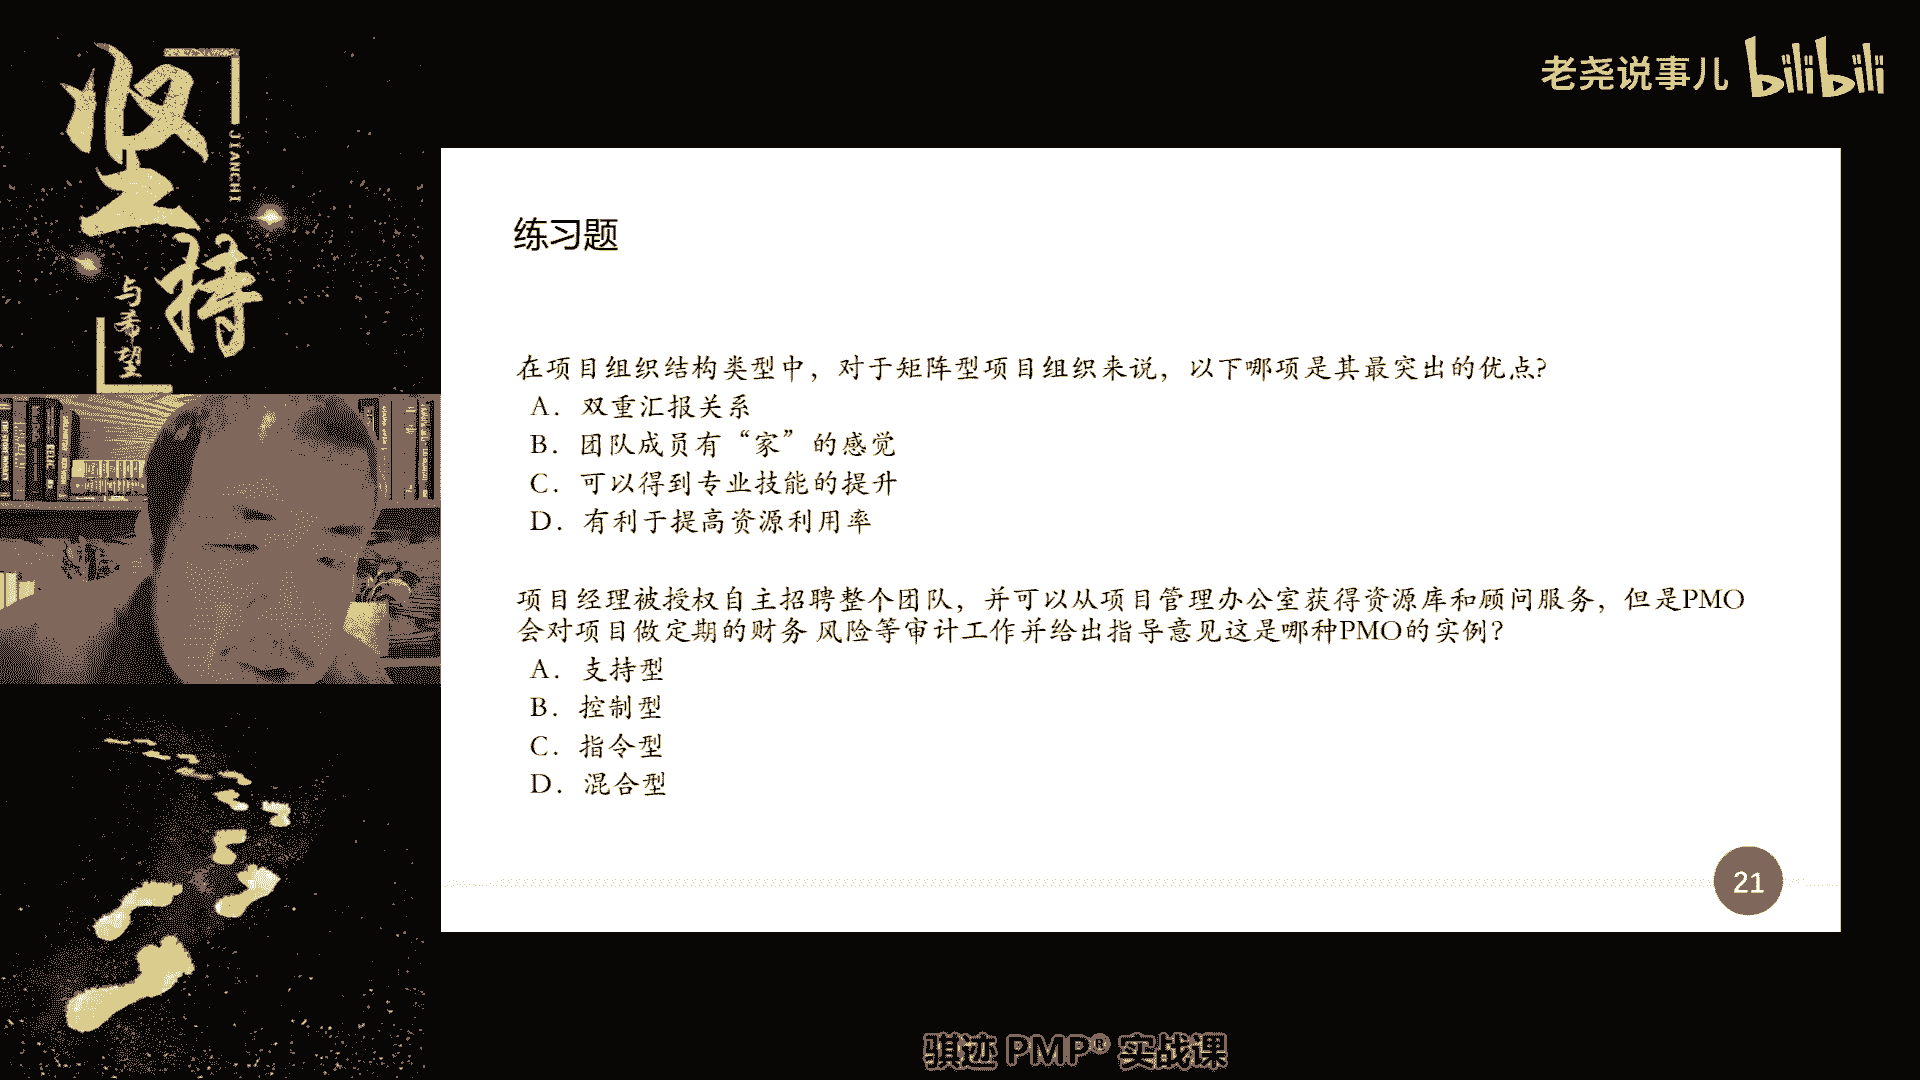 坚持
JIANCHI
与希望
老尧说事儿 bilibili
练习题
在项目组织结构类型中，对于矩阵型项目组织来说，以下哪项是其最突出的优点?
A. 双重汇报关系
B. 团队成员有“家”的感觉
C. 可以得到专业技能的提升
D. 有利于提高资源利用率
项目经理被授权自主招聘整个团队，并可以从项目管理办公室获得资源库和顾问服务，但是PMO
会对项目做定期的财务 风险等审计工作并给出指导意见这是哪种PMO的实例?
A. 支持型
B. 控制型
C. 指令型
D. 混合型
21
骐迹 PMP® 实战课